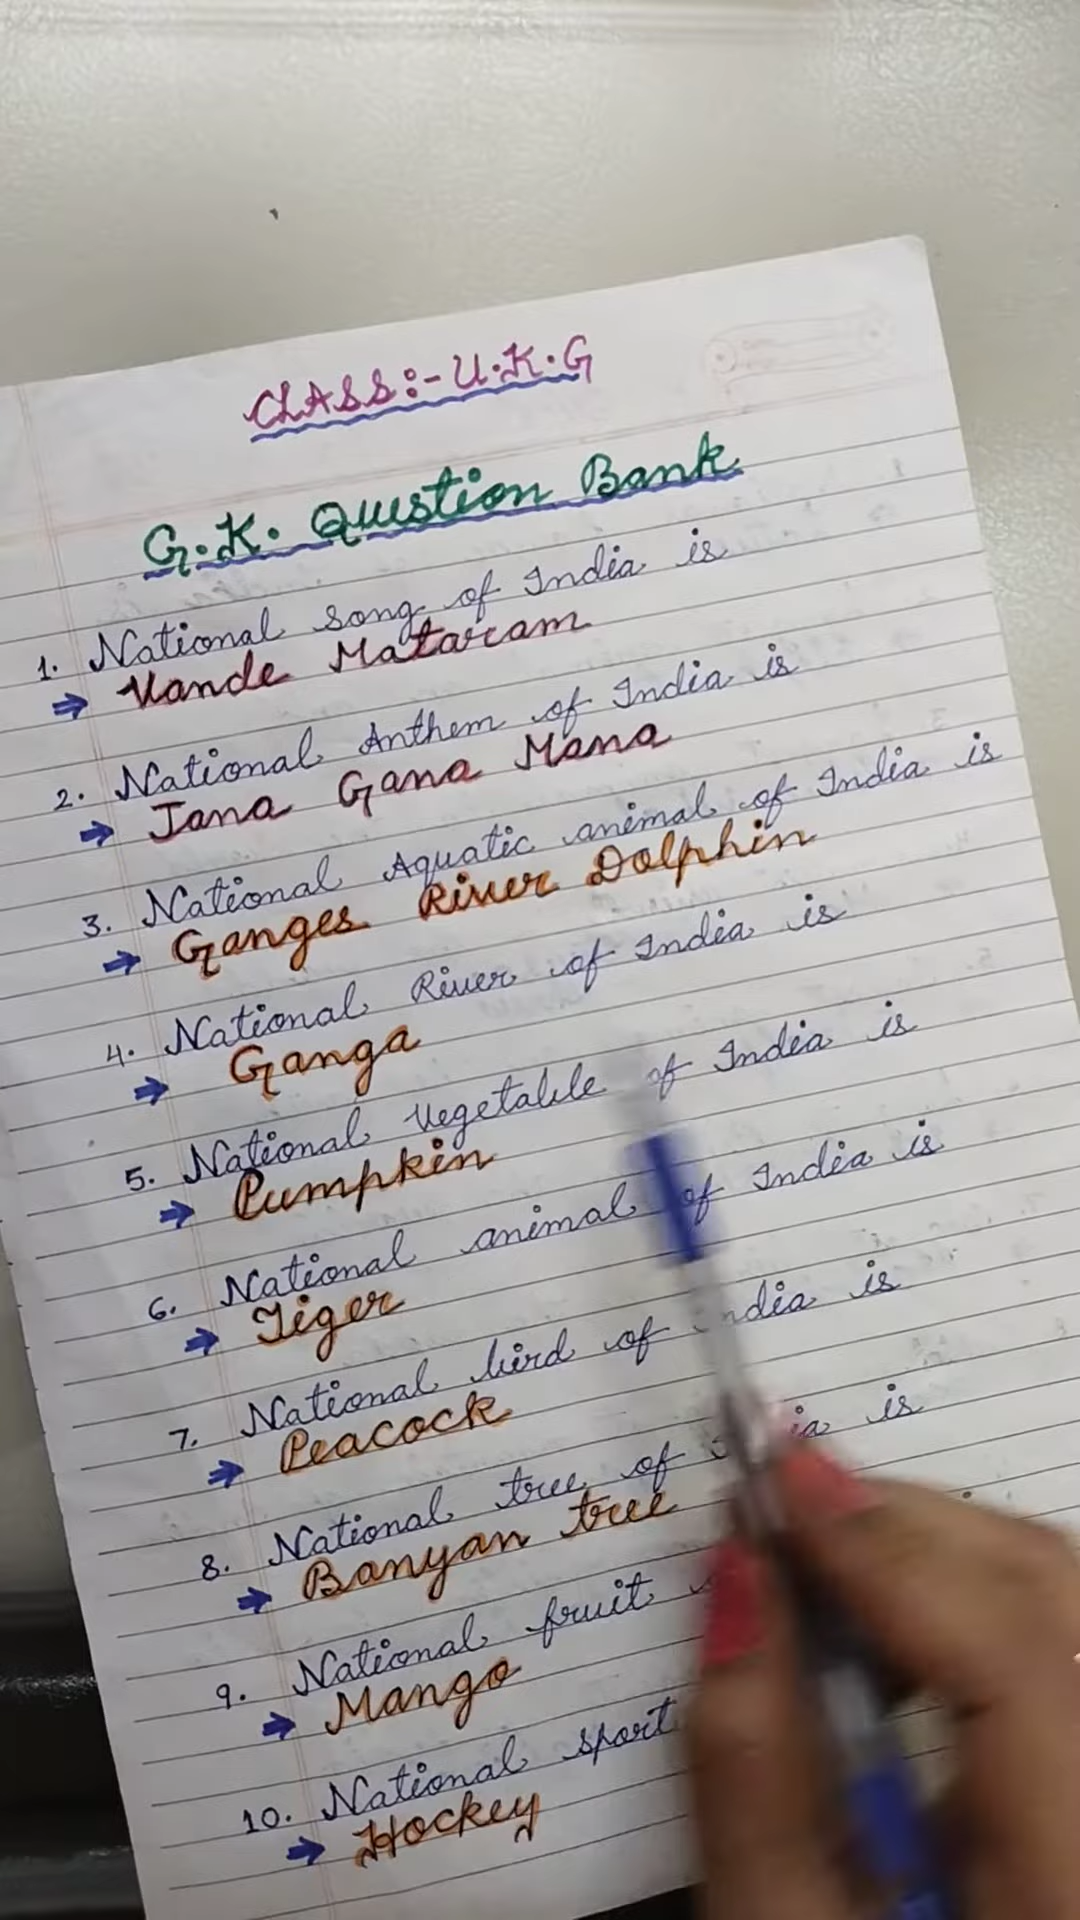 CLASS:- U.K.G
G.K. Question Bank
1. National song of India is
⇒ Vande Mataram
2. National Anthem of India is
⇒ Jana Gana Mana
3. National Aquatic animal of India is
⇒ Ganges River Dolphin
4. National River of India is
⇒ Ganga
5. National Vegetable of India is
⇒ Pumpkin
6. National animal of India is
⇒ Tiger
7. National bird of India is
⇒ Peacock
8. National tree of India is
⇒ Banyan tree
9. National fruit
⇒ Mango
10. National sport
⇒ Hockey